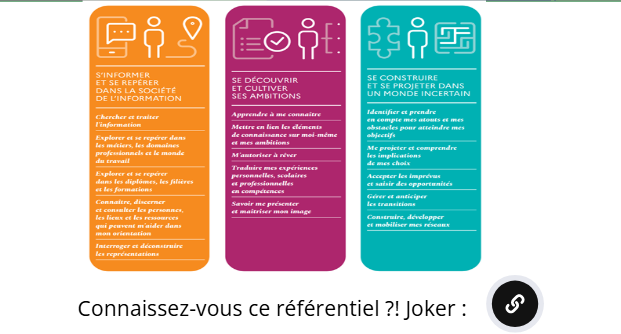 S'INFORMER
ET SE REPÉRER
DANS LA SOCIÉTÉ
DE L'INFORMATION
Chercher et traiter
l'information
Explorer et se repérer dans
les métiers, les domaines
professionnels et le monde
du travail
Explorer et se repérer
dans les diplômes, les filières
et les formations
Connaître, discerner
et consulter les personnes,
les lieux et les ressources
qui peuvent m'aider dans
mon orientation
Interroger et déconstruire
les représentations
SE DÉCOUVRIR
ET CULTIVER
SES AMBITIONS
Apprendre à me connaître
Mettre en lien les éléments
de connaissance sur moi-même
et mes ambitions
M'autoriser à rêver
Traduire mes expériences
personnelles, scolaires
et professionnelles
en compétences
Savoir me présenter
et maîtriser mon image
SE CONSTRUIRE
ET SE PROJETER DANS
UN MONDE INCERTAIN
Identifier et prendre
en compte mes atouts et mes
obstacles pour atteindre mes
objectifs
Me projeter et comprendre
les implications
de mes choix
Accepter les imprévus
et saisir des opportunités
Gérer et anticiper
les transitions
Construire, développer
et mobiliser mes réseaux
Connaissez-vous ce référentiel ?! Joker :